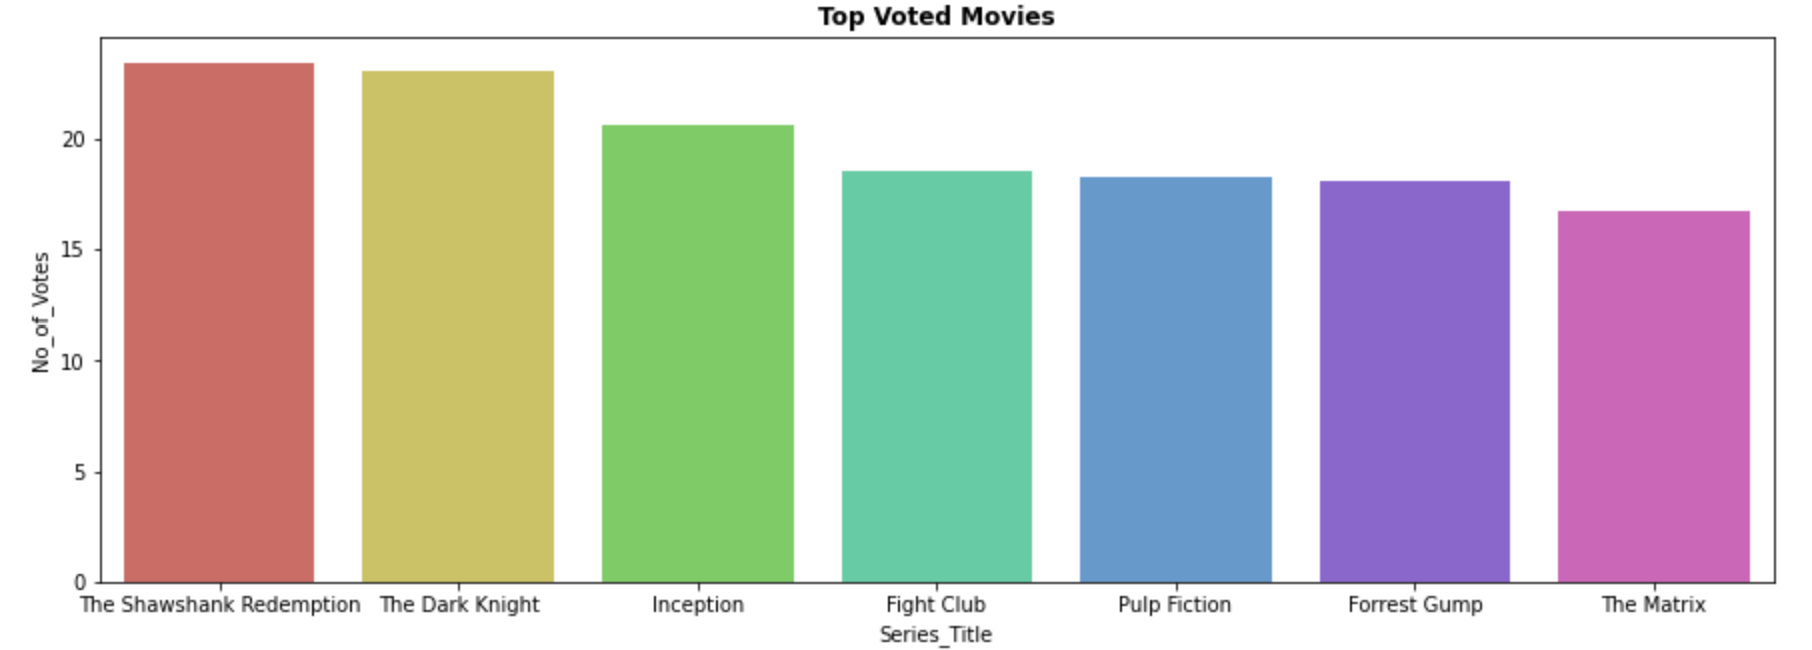 Top Voted Movies
No_of_Votes
20
15
10
5
0
The Shawshank Redemption
The Dark Knight
Inception
Fight Club
Pulp Fiction
Forrest Gump
The Matrix
Series_Title